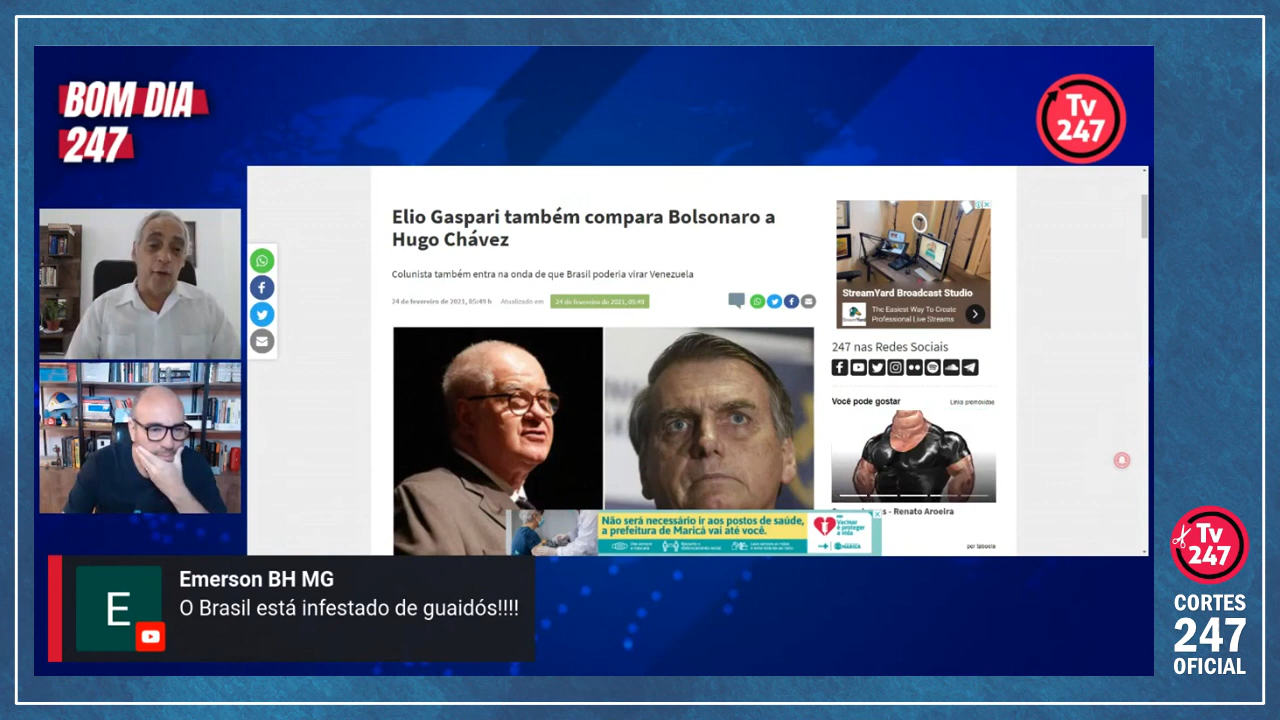 BOM DIA
247
Tv
247
Elio Gaspari também compara Bolsonaro a
Hugo Chávez
Colunista também entra na onda de que Brasil poderia virar Venezuela
24 de fevereiro de 2021, 05:49 h
Atualizado em
24 de fevereiro de 2021, 05:49
StreamYard Broadcast Studio
The Easiest Way To Create
Professional Live Streams
247 nas Redes Sociais
Você pode gostar
Links promovidos
- Renato Aroeira
por taboola
Não será necessário ir aos postos de saúde,
a prefeitura de Maricá vai até você.
Vacinar
é proteger
a vida
MARICÁ
E
Emerson BH MG
O Brasil está infestado de guaidós!!!!
Tv
247
CORTES
247
OFICIAL